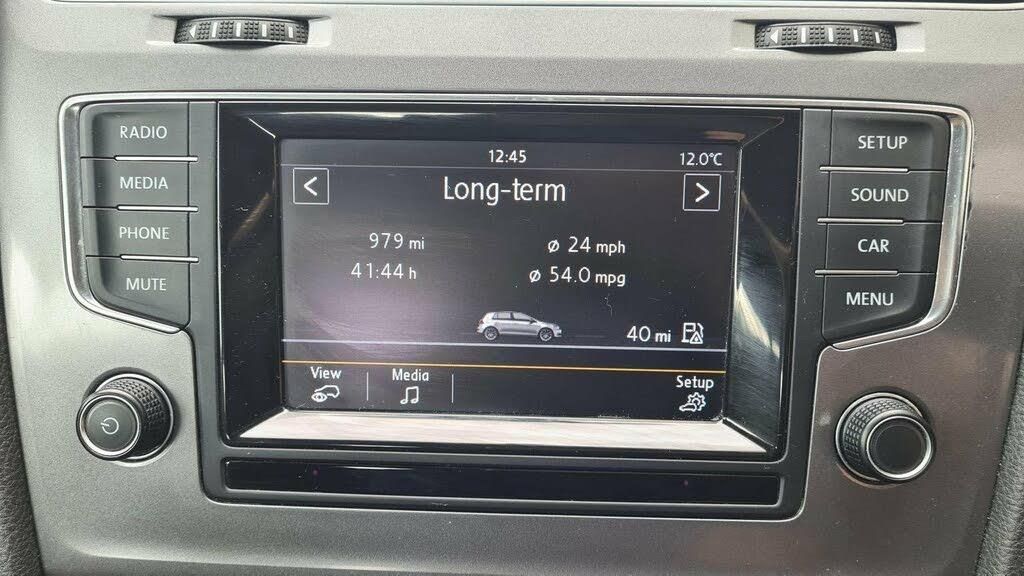 RADIO
MEDIA
PHONE
MUTE
12:45 12.0°C
Long-term
979 mi ø 24 mph
41:44 h ø 54.0 mpg
40 mi
View Media Setup
SETUP
SOUND
CAR
MENU